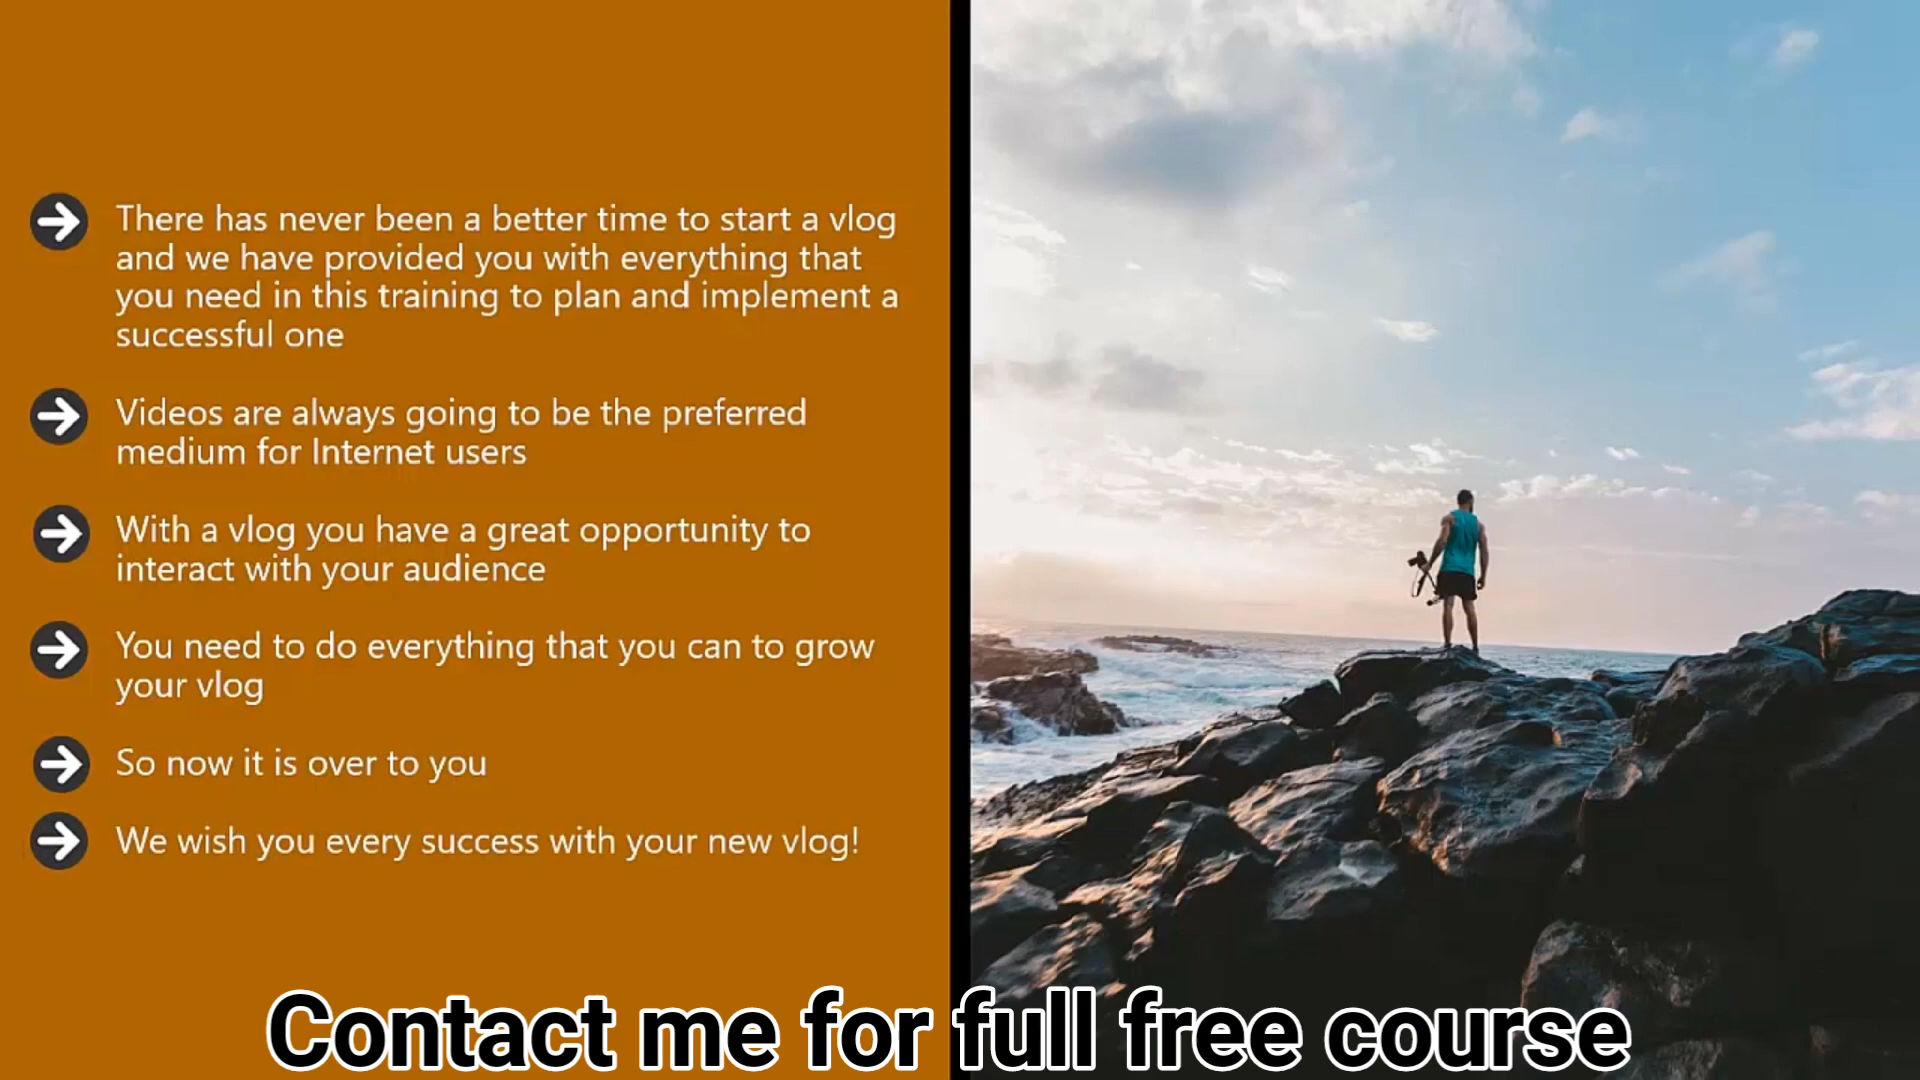 There has never been a better time to start a vlog
and we have provided you with everything that
you need in this training to plan and implement a
successful one
Videos are always going to be the preferred
medium for Internet users
With a vlog you have a great opportunity to
interact with your audience
You need to do everything that you can to grow
your vlog
So now it is over to you
We wish you every success with your new vlog!
Contact me for full free course